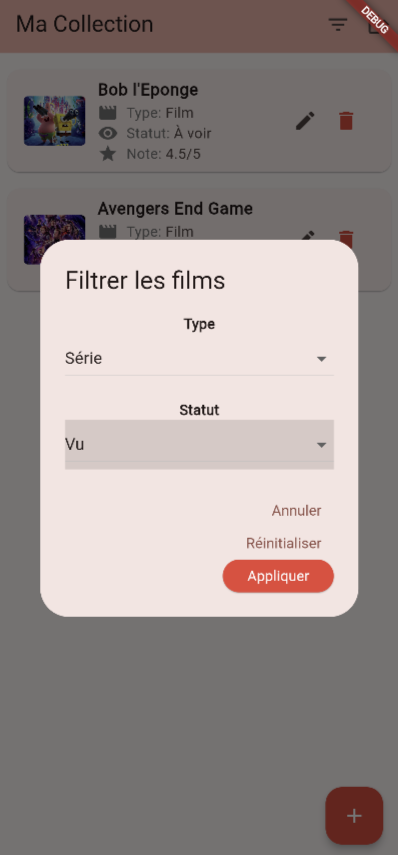 Ma Collection
DEBUG
Bob l'Eponge
Type: Film
Statut: À voir
Note: 4.5/5
Avengers End Game
Type: Film
Filtrer les films
Type
Série
Statut
Vu
Annuler
Réinitialiser
Appliquer
+